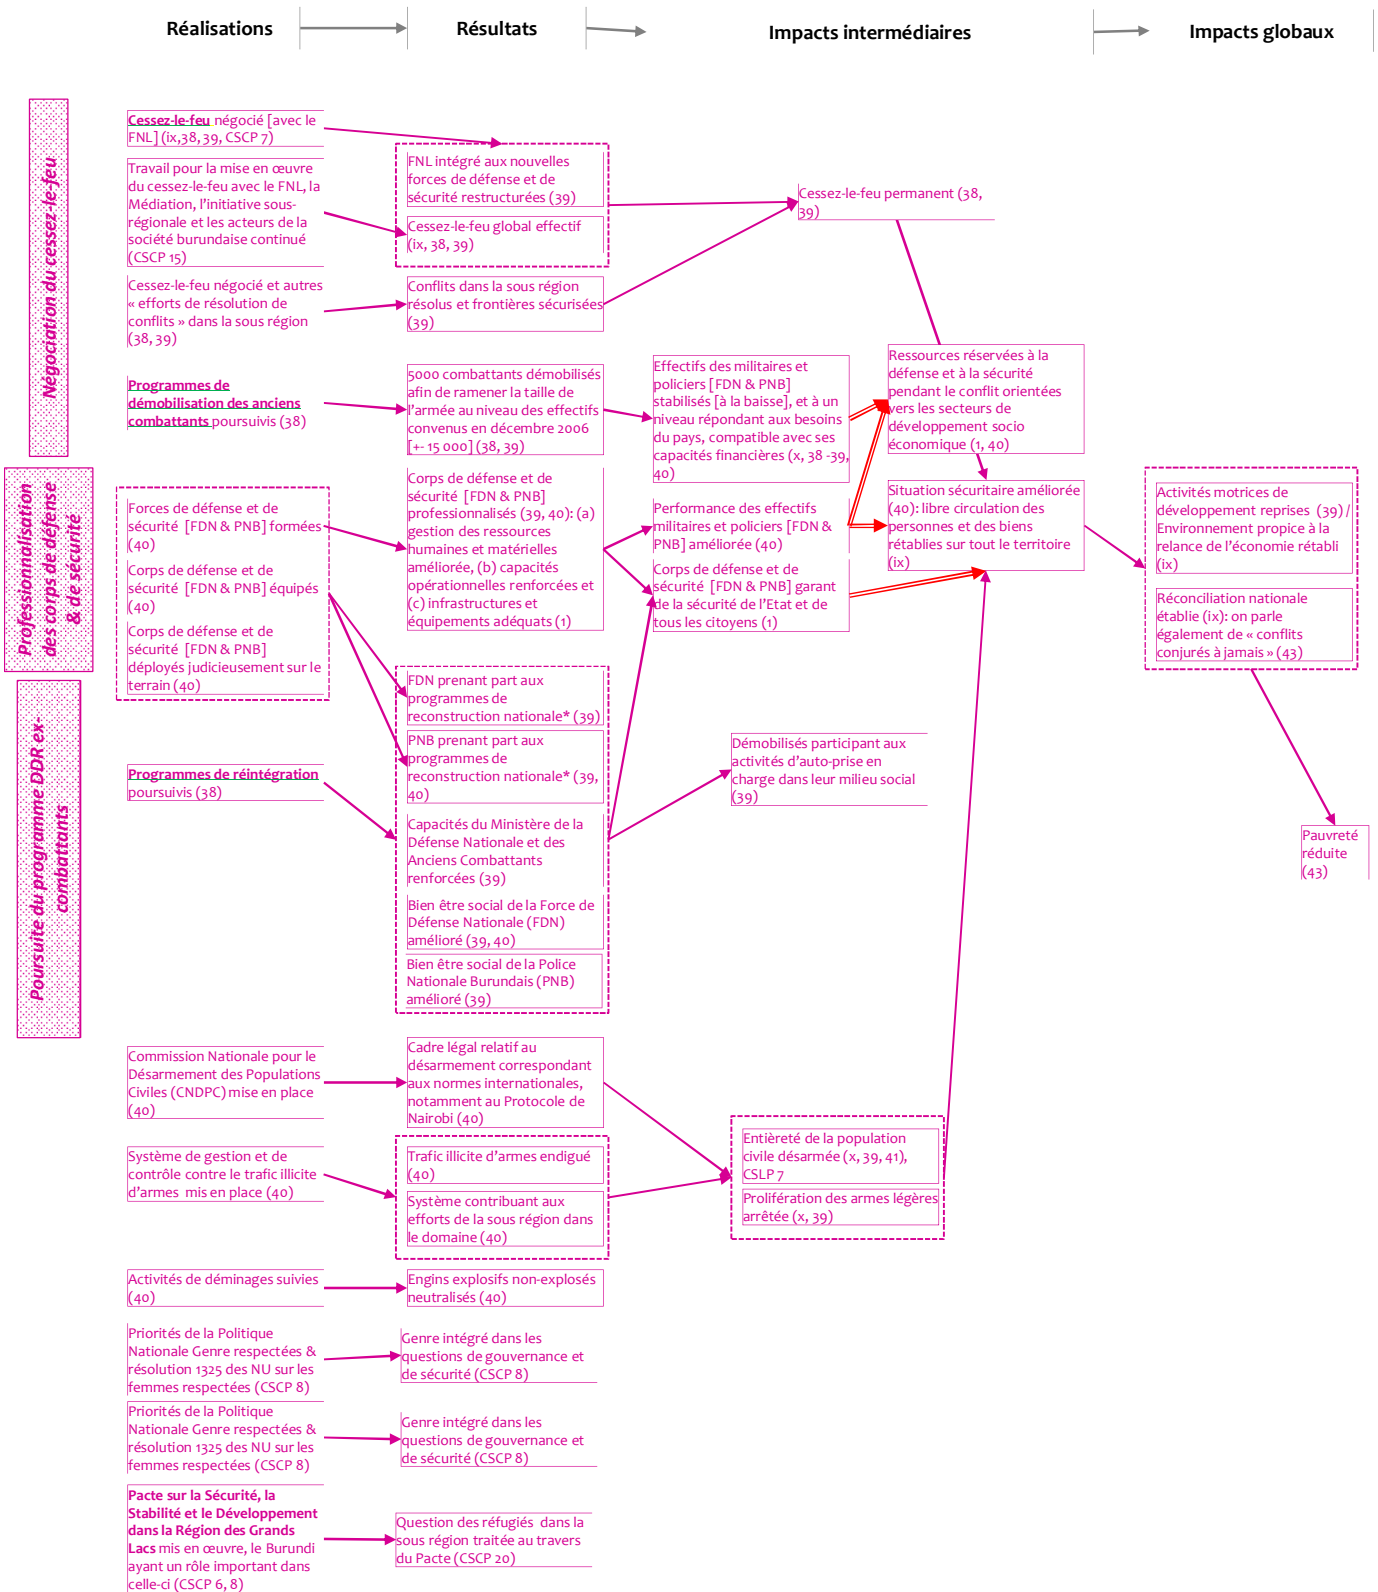 Réalisations
Résultats
Impacts intermédiaires
Impacts globaux
Négociation du cessez-le-feu
Professionnalisation
des corps de défense
& de sécurité
Poursuite du programme DDR ex-
combattants
Cessez-le-feu négocié [avec le
FNL] (ix,38, 39, CSCP 7)
Travail pour la mise en œuvre
du cessez-le-feu avec le FNL, la
Médiation, l'initiative sous-
régionale et les acteurs de la
société burundaise continué
(CSCP 15)
Cessez-le-feu négocié et autres
« efforts de résolution de
conflits » dans la sous région
(38, 39)
Programmes de
démobilisation des anciens
combattants poursuivis (38)
Forces de défense et de
sécurité [FDN & PNB] formées
(40)
Corps de défense et de
sécurité [FDN & PNB] équipés
(40)
Corps de défense et de
sécurité [FDN & PNB]
déployés judicieusement sur le
terrain (40)
Programmes de réintégration
poursuivis (38)
Commission Nationale pour le
Désarmement des Populations
Civiles (CNDPC) mise en place
(40)
Système de gestion et de
contrôle contre le trafic illicite
d'armes mis en place (40)
Activités de déminages suivies
(40)
Priorités de la Politique
Nationale Genre respectées &
résolution 1325 des NU sur les
femmes respectées (CSCP 8)
Priorités de la Politique
Nationale Genre respectées &
résolution 1325 des NU sur les
femmes respectées (CSCP 8)
Pacte sur la Sécurité, la
Stabilité et le Développement
dans la Région des Grands
Lacs mis en œuvre, le Burundi
ayant un rôle important dans
celle-ci (CSCP 6, 8)
FNL intégré aux nouvelles
forces de défense et de
sécurité restructurées (39)
Cessez-le-feu global effectif
(ix, 38, 39)
Conflits dans la sous région
résolus et frontières sécurisées
(39)
5000 combattants démobilisés
afin de ramener la taille de
l'armée au niveau des effectifs
convenus en décembre 2006
[+- 15 000] (38, 39)
Corps de défense et de
sécurité [FDN & PNB]
professionnalisés (39, 40): (a)
gestion des ressources
humaines et matérielles
améliorée, (b) capacités
opérationnelles renforcées et
(c) infrastructures et
équipements adéquats (1)
FDN prenant part aux
programmes de
reconstruction nationale* (39)
PNB prenant part aux
programmes de
reconstruction nationale* (39,
40)
Capacités du Ministère de la
Défense Nationale et des
Anciens Combattants
renforcées (39)
Bien être social de la Force de
Défense Nationale (FDN)
amélioré (39, 40)
Bien être social de la Police
Nationale Burundais (PNB)
amélioré (39)
Cadre légal relatif au
désarmement correspondant
aux normes internationales,
notamment au Protocole de
Nairobi (40)
Trafic illicite d'armes endigué
(40)
Système contribuant aux
efforts de la sous région dans
le domaine (40)
Engins explosifs non-explosés
neutralisés (40)
Genre intégré dans les
questions de gouvernance et
de sécurité (CSCP 8)
Genre intégré dans les
questions de gouvernance et
de sécurité (CSCP 8)
Question des réfugiés dans la
sous région traitée au travers
du Pacte (CSCP 20)
Cessez-le-feu permanent (38,
39)
Effectifs des militaires et
policiers [FDN & PNB]
stabilisés [à la baisse], et à un
niveau répondant aux besoins
du pays, compatible avec ses
capacités financières (x, 38 -39,
40)
Performance des effectifs
militaires et policiers [FDN &
PNB] améliorée (40)
Corps de défense et de
sécurité [FDN & PNB] garant
de la sécurité de l'Etat et de
tous les citoyens (1)
Démobilisés participant aux
activités d'auto-prise en
charge dans leur milieu social
(39)
Entièreté de la population
civile désarmée (x, 39, 41),
CSLP 7
Prolifération des armes légères
arrêtée (x, 39)
Ressources réservées à la
défense et à la sécurité
pendant le conflit orientées
vers les secteurs de
développement socio
économique (1, 40)
Situation sécuritaire améliorée
(40): libre circulation des
personnes et des biens
rétablies sur tout le territoire
(ix)
Activités motrices de
développement reprises (39) /
Environnement propice à la
relance de l'économie rétabli
(ix)
Réconciliation nationale
établie (ix): on parle
également de « conflits
conjurés à jamais » (43)
Pauvreté
réduite
(43)